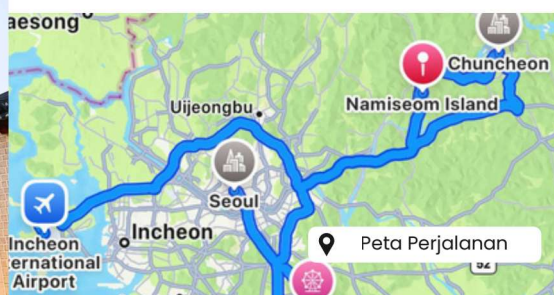 aesong
Chuncheon
Uijeongbu
Namiseom Island
Seoul
Incheon
Incheon
ernational
Airport
Peta Perjalanan
52